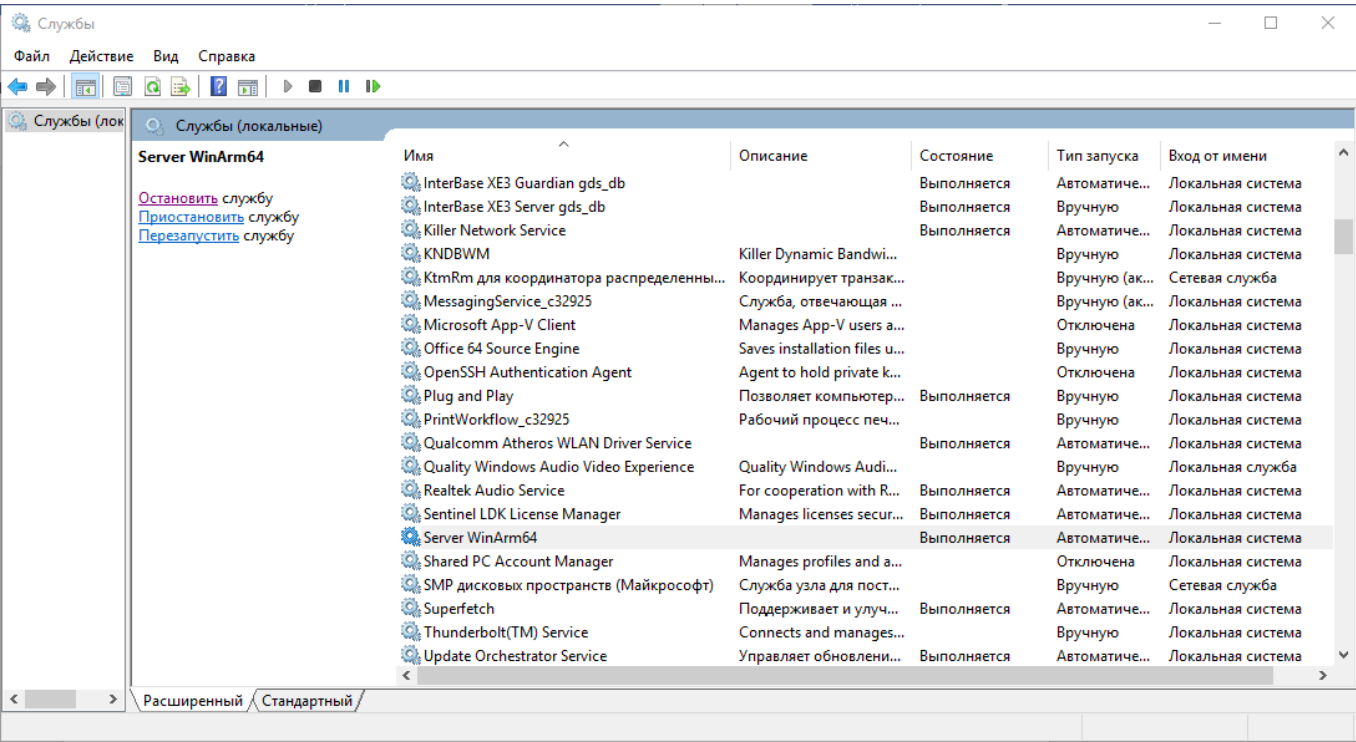 Службы
Файл Действие Вид Справка
Службы (лок
Службы (локальные)
Server WinArm64
Остановить службу
Приостановить службу
Перезапустить службу
Имя Описание Состояние Тип запуска Вход от имени
InterBase XE3 Guardian gds_db Выполняется Автоматиче... Локальная система
InterBase XE3 Server gds_db Выполняется Вручную Локальная система
Killer Network Service Выполняется Автоматиче... Локальная система
KNDBWM Killer Dynamic Bandwi... Вручную Локальная система
KtmRm для координатора распределенны... Координирует транзак... Вручную (ак... Сетевая служба
MessagingService_c32925 Служба, отвечающая ... Вручную (ак... Локальная система
Microsoft App-V Client Manages App-V users a... Отключена Локальная система
Office 64 Source Engine Saves installation files u... Вручную Локальная система
OpenSSH Authentication Agent Agent to hold private k... Отключена Локальная система
Plug and Play Позволяет компьютер... Выполняется Вручную Локальная система
PrintWorkflow_c32925 Рабочий процесс печ... Вручную Локальная система
Qualcomm Atheros WLAN Driver Service Выполняется Автоматиче... Локальная система
Quality Windows Audio Video Experience Quality Windows Audi... Вручную Локальная служба
Realtek Audio Service For cooperation with R... Выполняется Автоматиче... Локальная система
Sentinel LDK License Manager Manages licenses secur... Выполняется Автоматиче... Локальная система
Server WinArm64 Выполняется Автоматиче... Локальная система
Shared PC Account Manager Manages profiles and a... Отключена Локальная система
SMP дисковых пространств (Майкрософт) Служба узла для пост... Вручную Сетевая служба
Superfetch Поддерживает и улуч... Выполняется Автоматиче... Локальная система
Thunderbolt(TM) Service Connects and manages... Вручную Локальная система
Update Orchestrator Service Управляет обновлени... Выполняется Автоматиче... Локальная система
Расширенный Стандартный